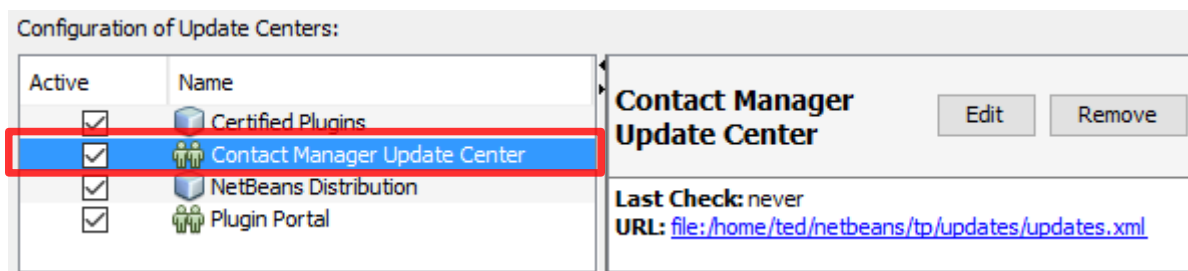 Configuration of Update Centers:
Active Name
Certified Plugins
Contact Manager Update Center
NetBeans Distribution
Plugin Portal
Contact Manager
Update Center
Edit Remove
Last Check: never
URL: file:/home/ted/netbeans/tp/updates/updates.xml